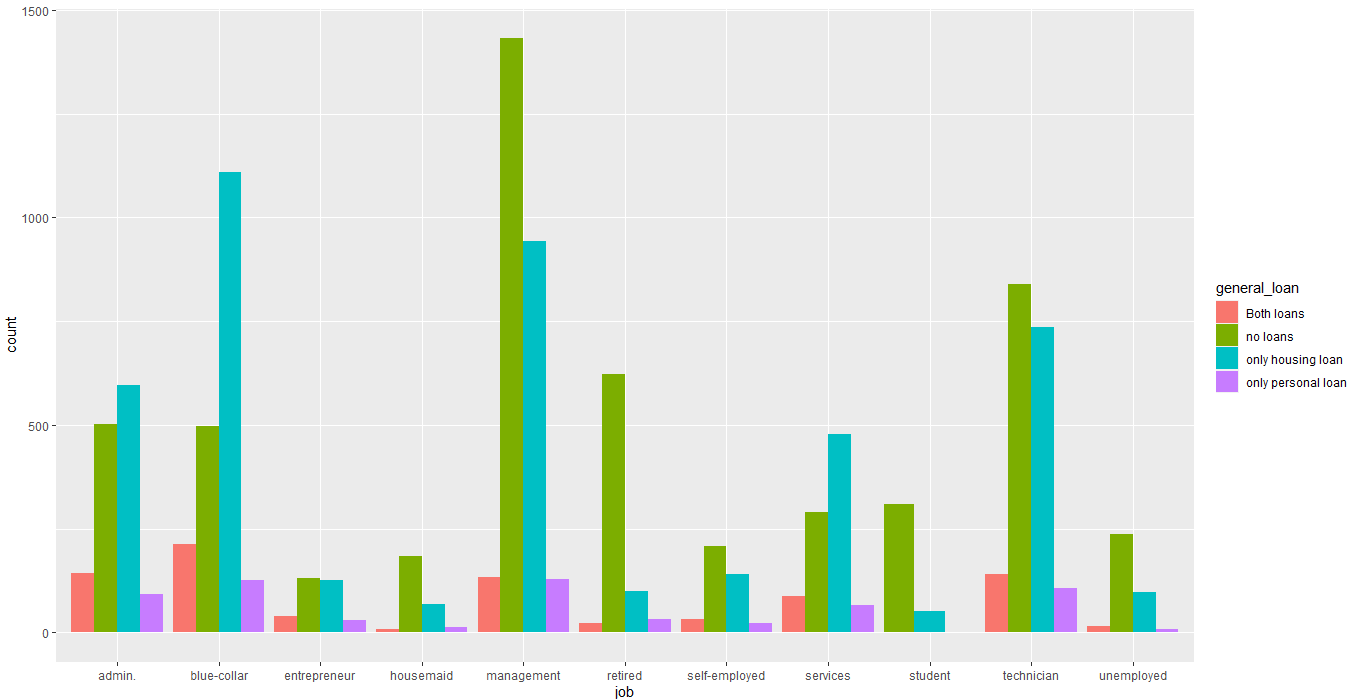 1500
1000
500
0
count
admin.
blue-collar
entrepreneur
housemaid
management
retired
self-employed
services
student
technician
unemployed
job
general_loan
Both loans
no loans
only housing loan
only personal loan